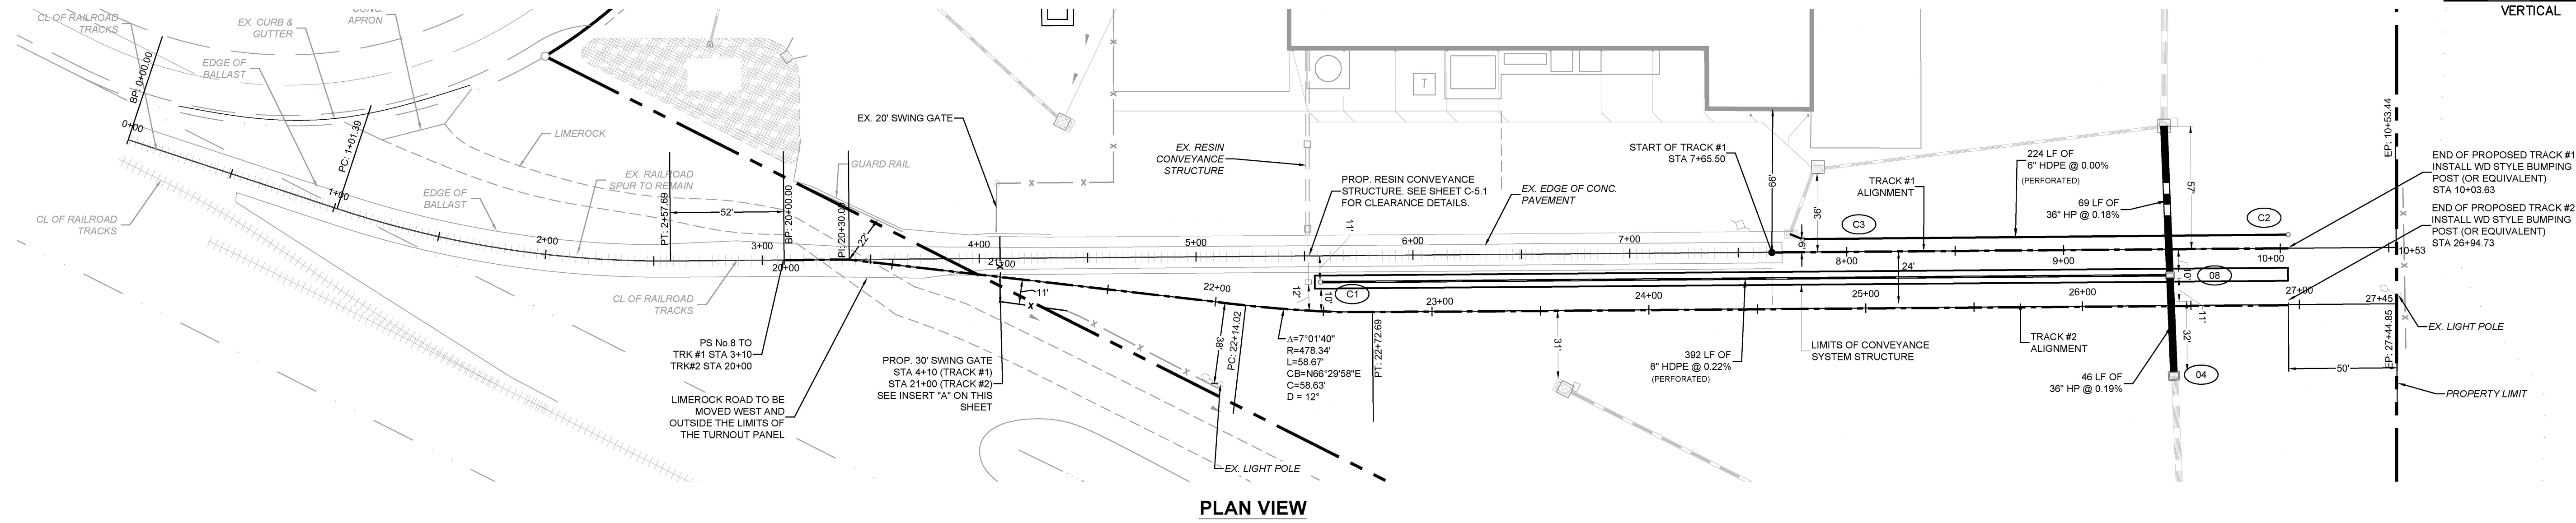 CL OF RAILROAD
TRACKS
EX. CURB &
GUTTER
CONC.
APRON
EDGE OF
BALLAST
BP: 0+00.00
0+00
PC: 1+01.39
1+00
LIMEROCK
EX. RAILROAD
SPUR TO REMAIN
EDGE OF
BALLAST
CL OF RAILROAD
TRACKS
2+00
PT: 2+57.69
52'
3+00
BP: 20+00.00
20+00
PI: 20+30.00
22'
GUARD RAIL
EX. 20' SWING GATE
4+00
21+00
11'
CL OF RAILROAD
TRACKS
PS No.8 TO
TRK #1 STA 3+10
TRK#2 STA 20+00
LIMEROCK ROAD TO BE
MOVED WEST AND
OUTSIDE THE LIMITS OF
THE TURNOUT PANEL
PROP. 30' SWING GATE
STA 4+10 (TRACK #1)
STA 21+00 (TRACK #2)
SEE INSERT "A" ON THIS
SHEET
EX. RESIN
CONVEYANCE
STRUCTURE
5+00
22+00
38'
PC: 22+14.02
EX. LIGHT POLE
Δ=7°01'40"
R=478.34'
L=58.67'
CB=N66°29'58"E
C=58.63'
D = 12°
PROP. RESIN CONVEYANCE
STRUCTURE. SEE SHEET C-5.1
FOR CLEARANCE DETAILS.
11'
12'
10'
C1
PT: 22+72.69
6+00
23+00
EX. EDGE OF CONC.
PAVEMENT
T
START OF TRACK #1
STA 7+65.50
7+00
66'
31'
24+00
392 LF OF
8" HDPE @ 0.22%
(PERFORATED)
36'
9'
C3
TRACK #1
ALIGNMENT
8+00
24'
25+00
LIMITS OF CONVEYANCE
SYSTEM STRUCTURE
224 LF OF
6" HDPE @ 0.00%
(PERFORATED)
69 LF OF
36" HP @ 0.18%
9+00
26+00
TRACK #2
ALIGNMENT
46 LF OF
36" HP @ 0.19%
57'
10'
11'
32'
08
04
C2
10+00
27+00
50'
10+53
27+45
EP: 10+53.44
EP: 27+44.85
VERTICAL
END OF PROPOSED TRACK #1
INSTALL WD STYLE BUMPING
POST (OR EQUIVALENT)
STA 10+03.63
END OF PROPOSED TRACK #2
INSTALL WD STYLE BUMPING
POST (OR EQUIVALENT)
STA 26+94.73
EX. LIGHT POLE
PROPERTY LIMIT
PLAN VIEW